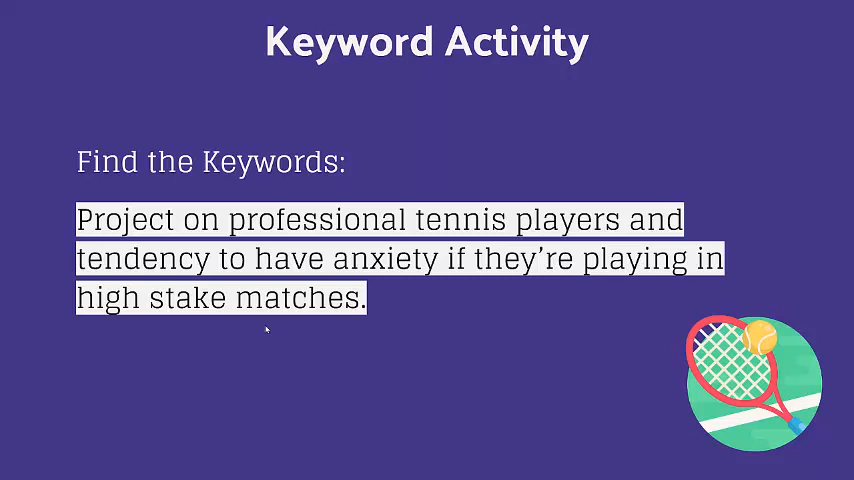 Keyword Activity
Find the Keywords:
Project on professional tennis players and
tendency to have anxiety if they’re playing in
high stake matches.